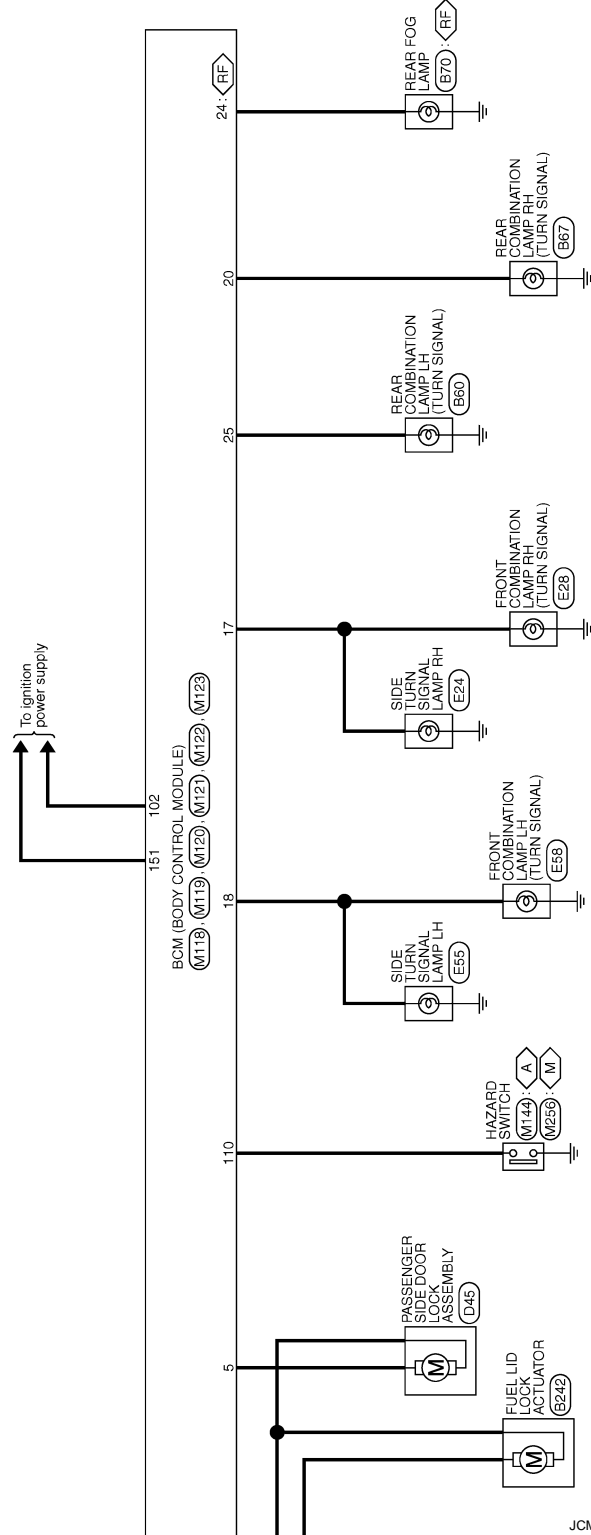 To ignition
power supply
151
102
BCM (BODY CONTROL MODULE)
M118 , M119 , M120 , M121 , M122 , M123
5
110
18
17
25
20
24 : RF
FUEL LID
LOCK
ACTUATOR
B242
M
PASSENGER
SIDE DOOR
LOCK
ASSEMBLY
D45
M
HAZARD
SWITCH
M144 : A
M256 : M
SIDE
TURN
SIGNAL
LAMP LH
E55
FRONT
COMBINATION
LAMP LH
(TURN SIGNAL)
E58
SIDE
TURN
SIGNAL
LAMP RH
E24
FRONT
COMBINATION
LAMP RH
(TURN SIGNAL)
E28
REAR
COMBINATION
LAMP LH
(TURN SIGNAL)
B60
REAR
COMBINATION
LAMP RH
(TURN SIGNAL)
B67
REAR FOG
LAMP
B70 : RF
JCM